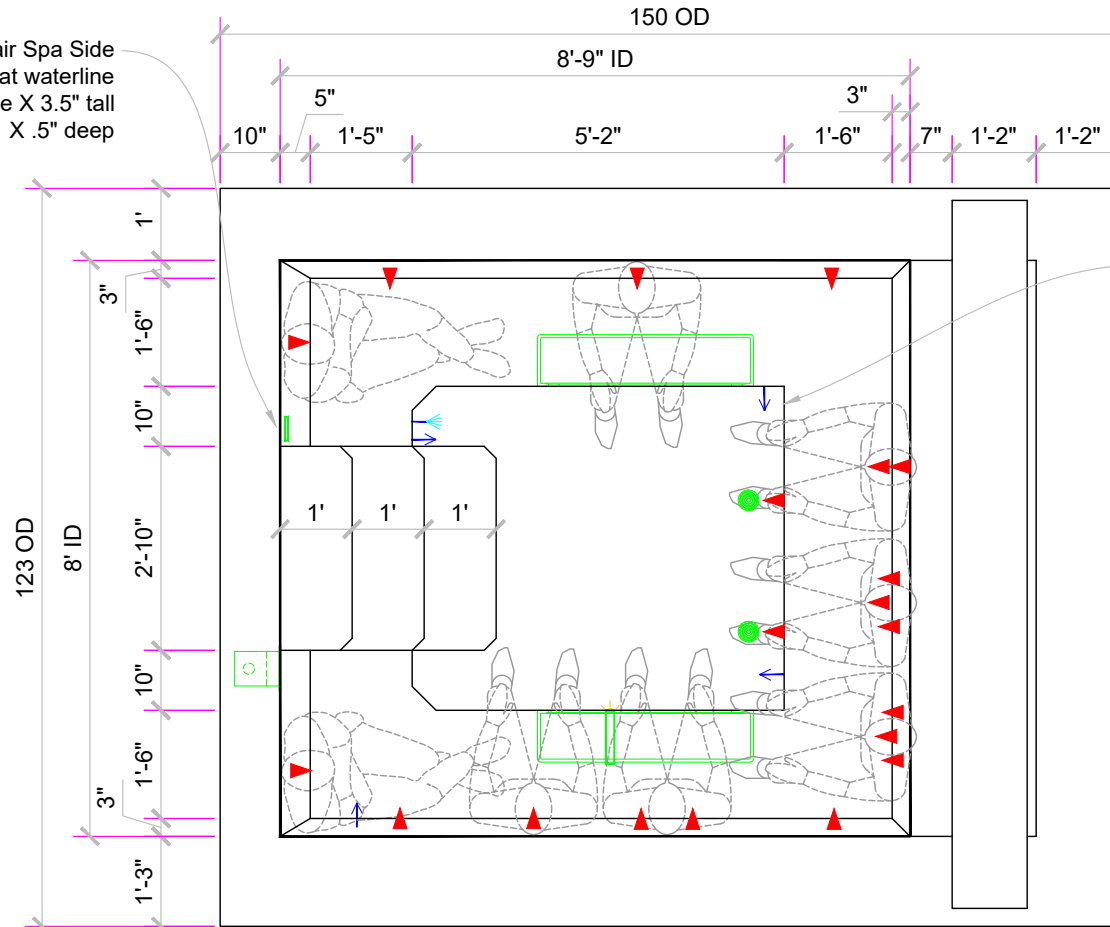 150 OD
air Spa Side
at waterline
e X 3.5" tall
X .5" deep
8'-9" ID
5"
3"
10"
1'-5"
5'-2"
1'-6"
7"
1'-2"
1'-2"
1'
3"
1'-6"
10"
2'-10"
10"
1'-6"
3"
1'-3"
123 OD
8' ID
1'
1'
1'